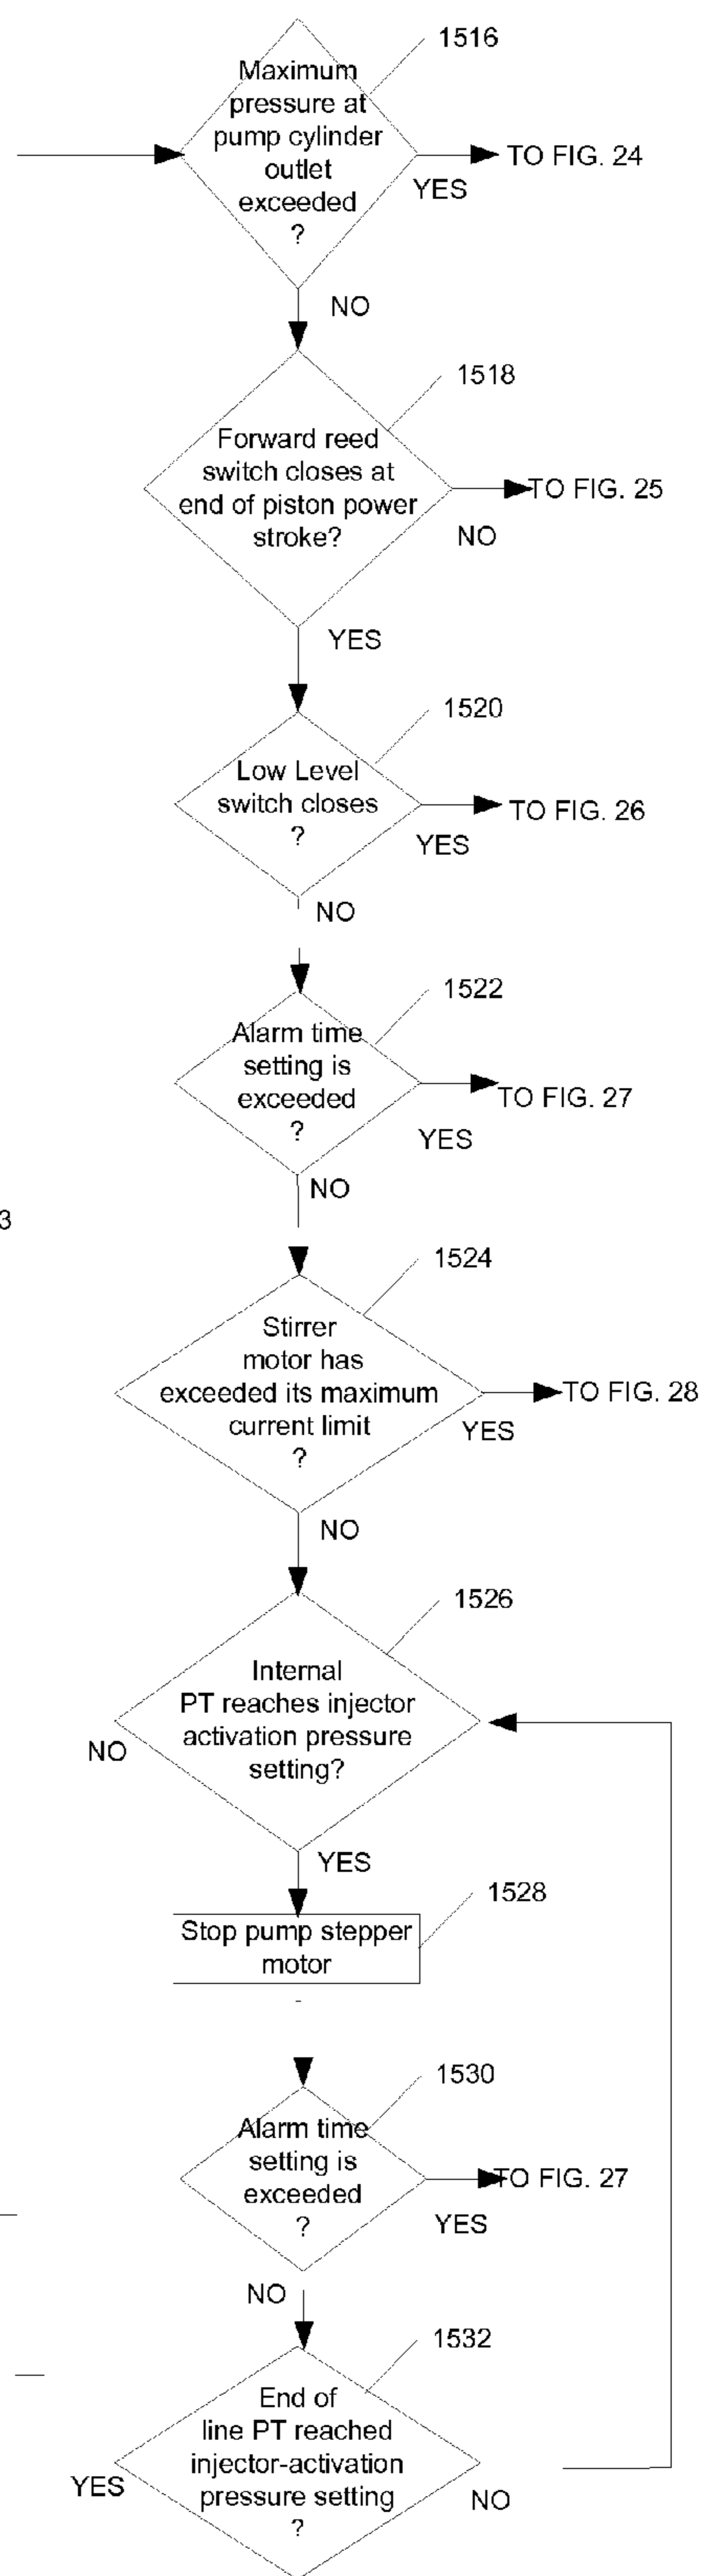 1516
Maximum
pressure at
pump cylinder
outlet
exceeded
?
TO FIG. 24
YES
NO
1518
Forward reed
switch closes at
end of piston power
stroke?
TO FIG. 25
NO
YES
1520
Low Level
switch closes
?
TO FIG. 26
YES
NO
1522
Alarm time
setting is
exceeded
?
TO FIG. 27
YES
NO
3
1524
Stirrer
motor has
exceeded its maximum
current limit
?
TO FIG. 28
YES
NO
1526
Internal
PT reaches injector
activation pressure
setting?
NO
YES
1528
Stop pump stepper
motor
1530
Alarm time
setting is
exceeded
?
TO FIG. 27
YES
NO
1532
End of
line PT reached
injector-activation
pressure setting
?
YES
NO